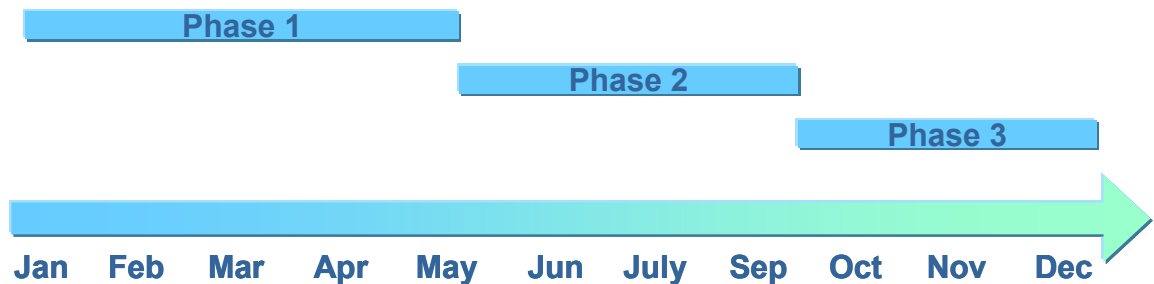 Phase 1
Phase 2
Phase 3
Jan Feb Mar Apr May Jun July Sep Oct Nov Dec